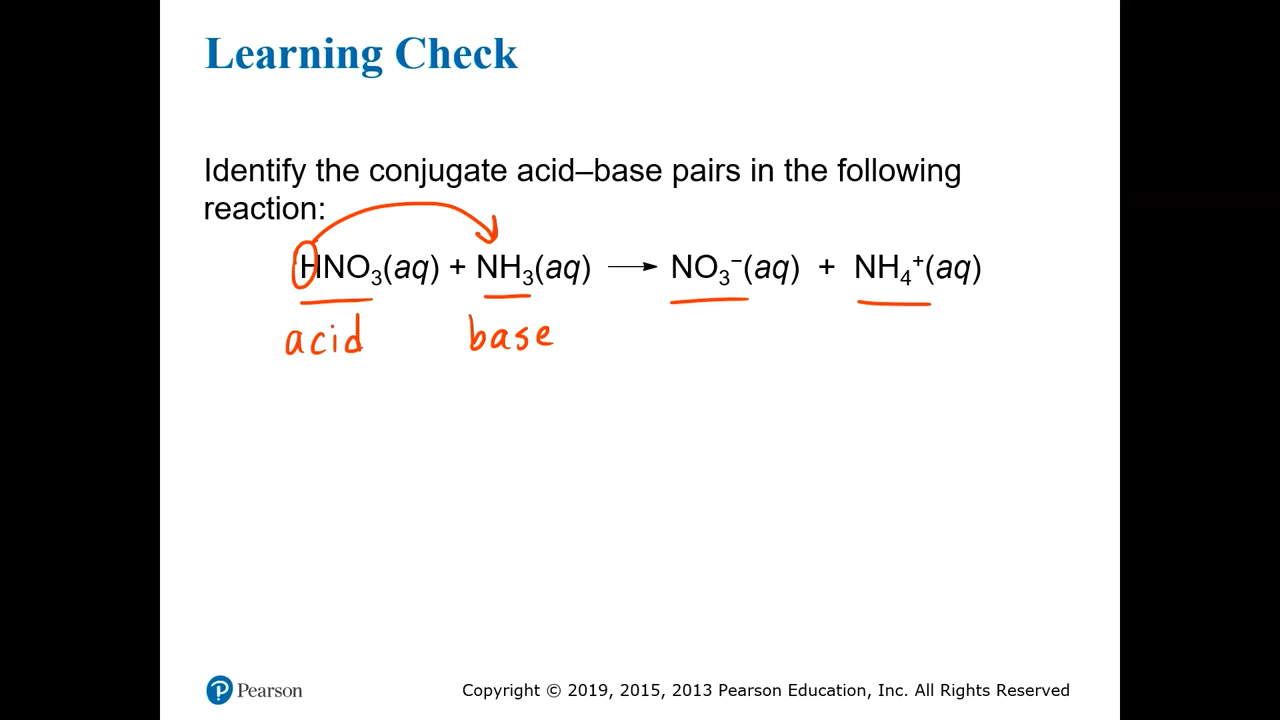 Learning Check
Identify the conjugate acid–base pairs in the following
reaction:
HNO₃(aq) + NH₃(aq) ⟶ NO₃⁻(aq) + NH₄⁺(aq)
acid base
Pearson Copyright © 2019, 2015, 2013 Pearson Education, Inc. All Rights Reserved